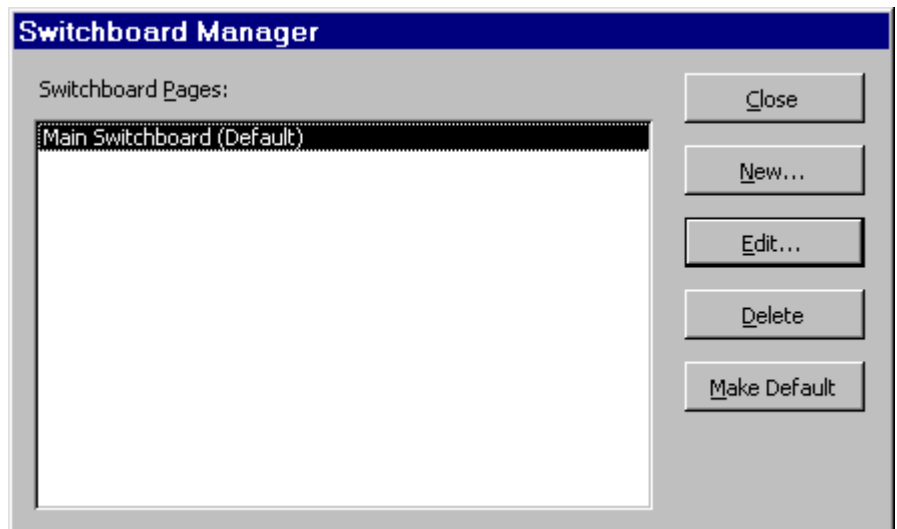 Switchboard Manager
Switchboard Pages:
Main Switchboard (Default)
Close
New...
Edit...
Delete
Make Default